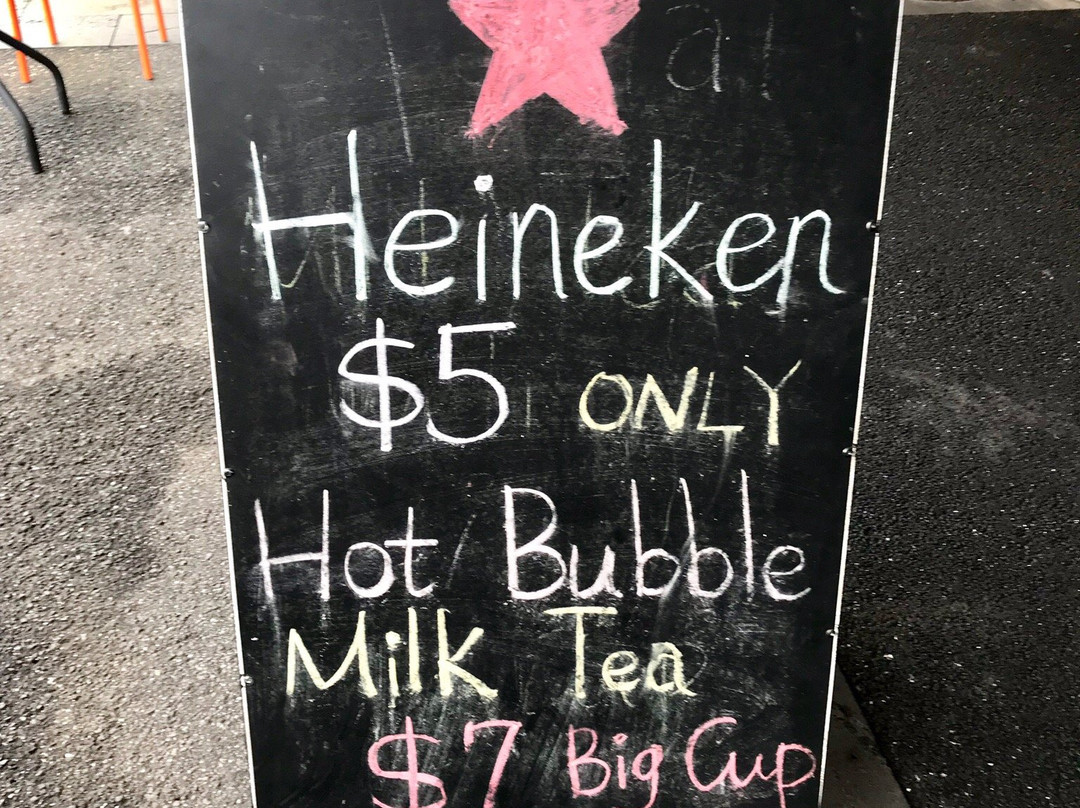 Heineken
$5 ONLY
Hot Bubble
Milk Tea
$7 Big Cup